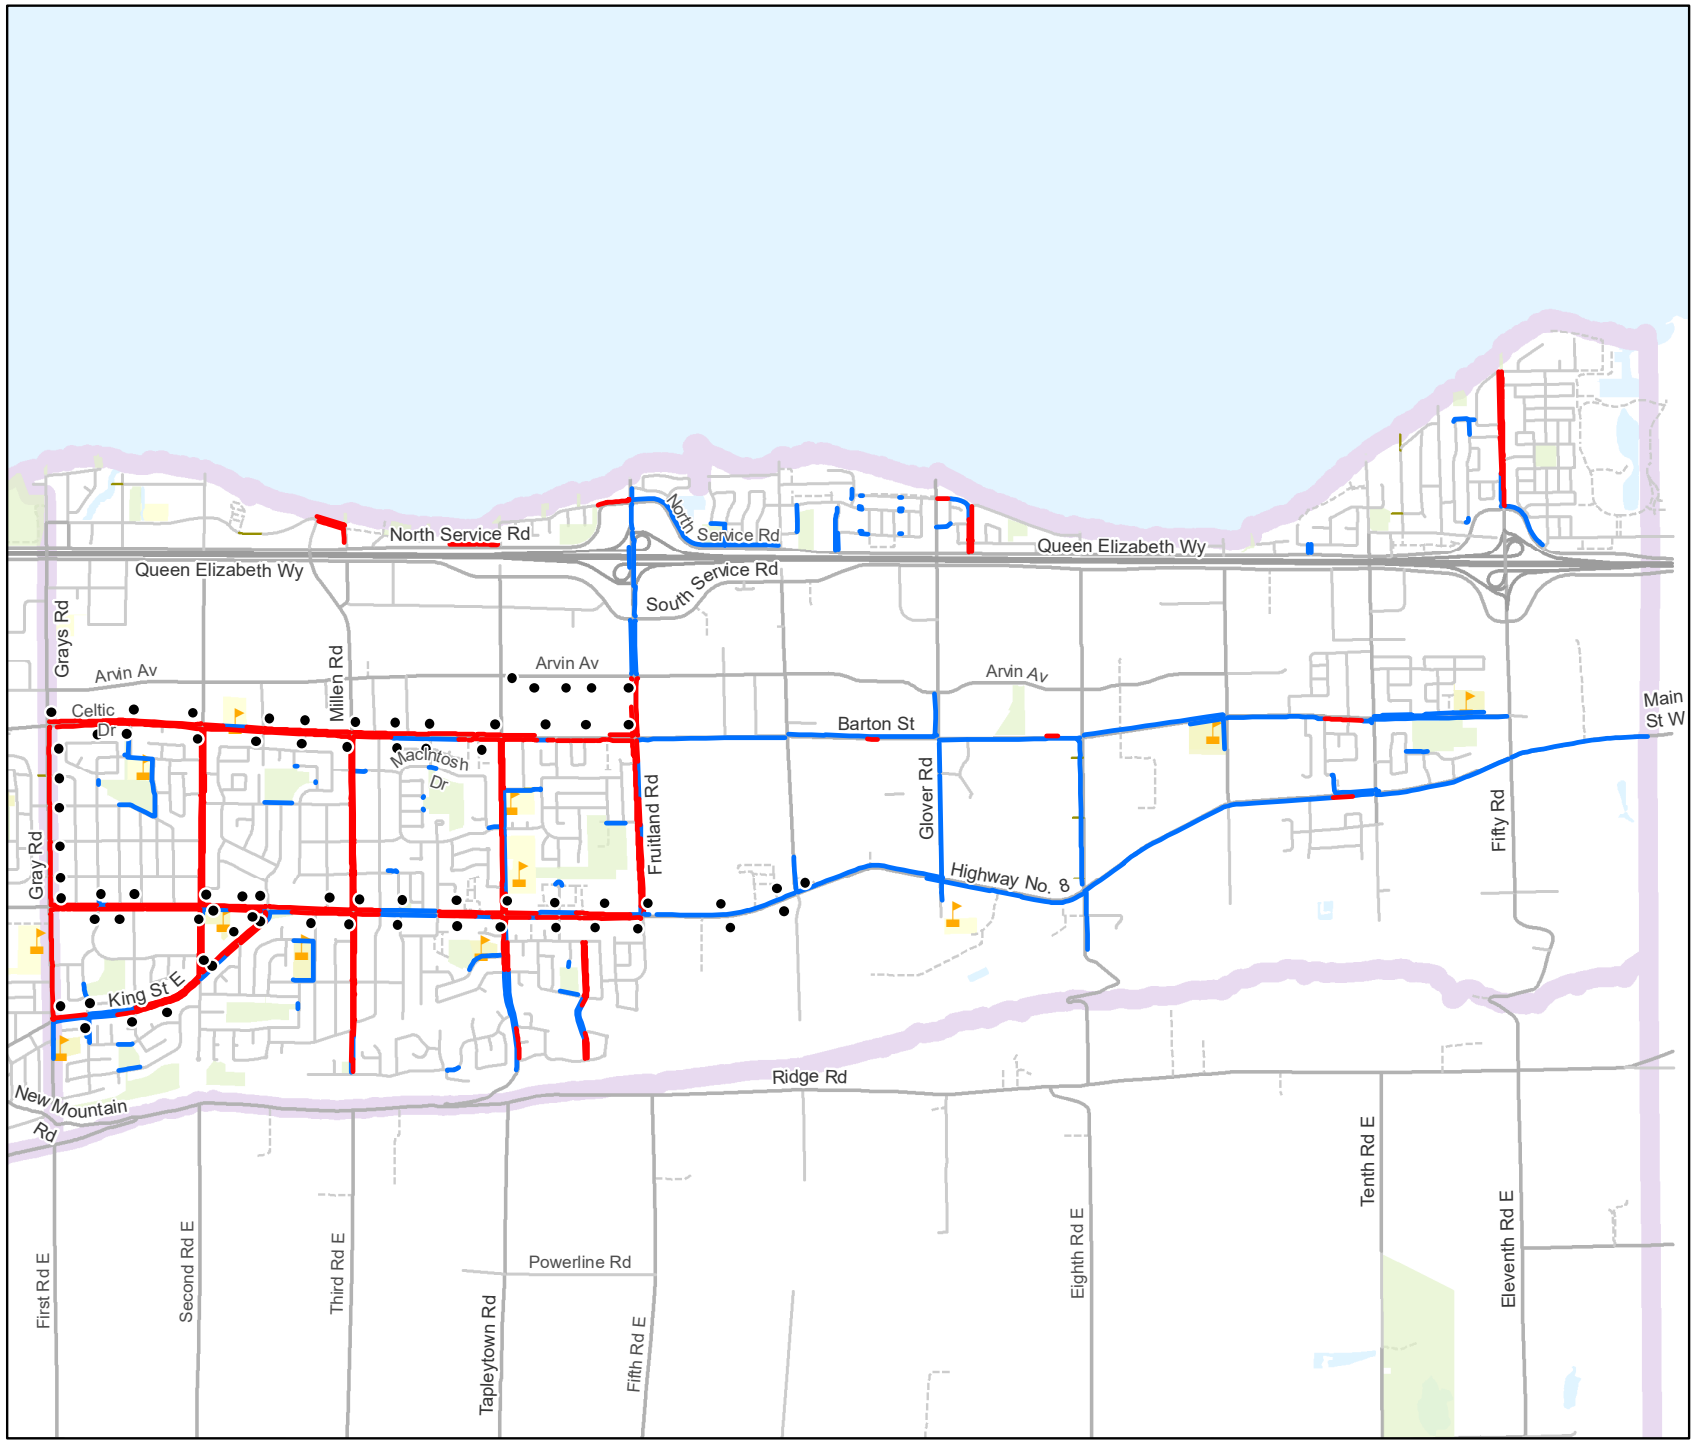 Main
St W
North
Service Rd
North Service Rd
Queen Elizabeth Wy
Queen Elizabeth Wy
South Service Rd
Grays Rd
Arvin Av
Millen Rd
Arvin Av
Arvin Av
Celtic
Dr
Barton St
MacIntosh
Dr
Gray Rd
Fruitland Rd
Glover Rd
Fifty Rd
Highway No. 8
King St E
New Mountain
Rd
Ridge Rd
First Rd E
Second Rd E
Third Rd E
Tapleytown Rd
Powerline Rd
Fifth Rd E
Eighth Rd E
Tenth Rd E
Eleventh Rd E